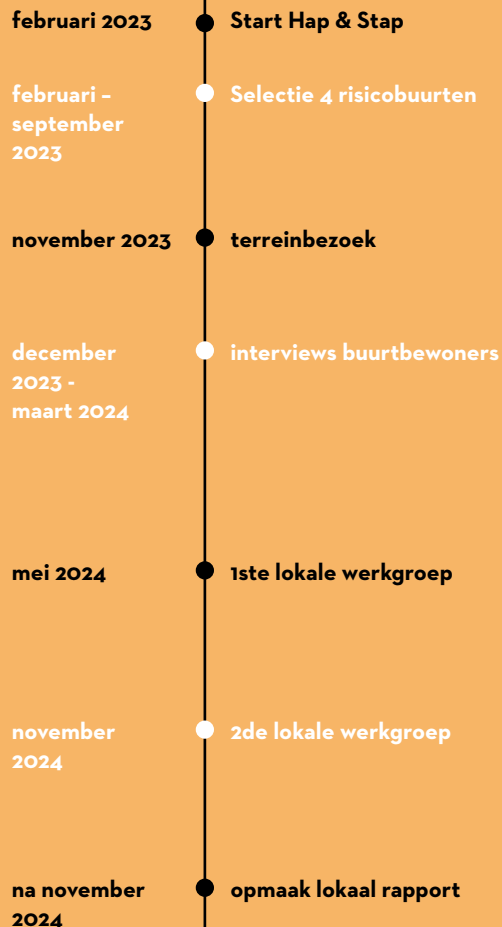 februari 2023
Start Hap & Stap
februari –
september
2023
Selectie 4 risicobuurten
november 2023
terreinbezoek
december
2023 -
maart 2024
interviews buurtbewoners
mei 2024
1ste lokale werkgroep
november
2024
2de lokale werkgroep
na november
2024
opmaak lokaal rapport